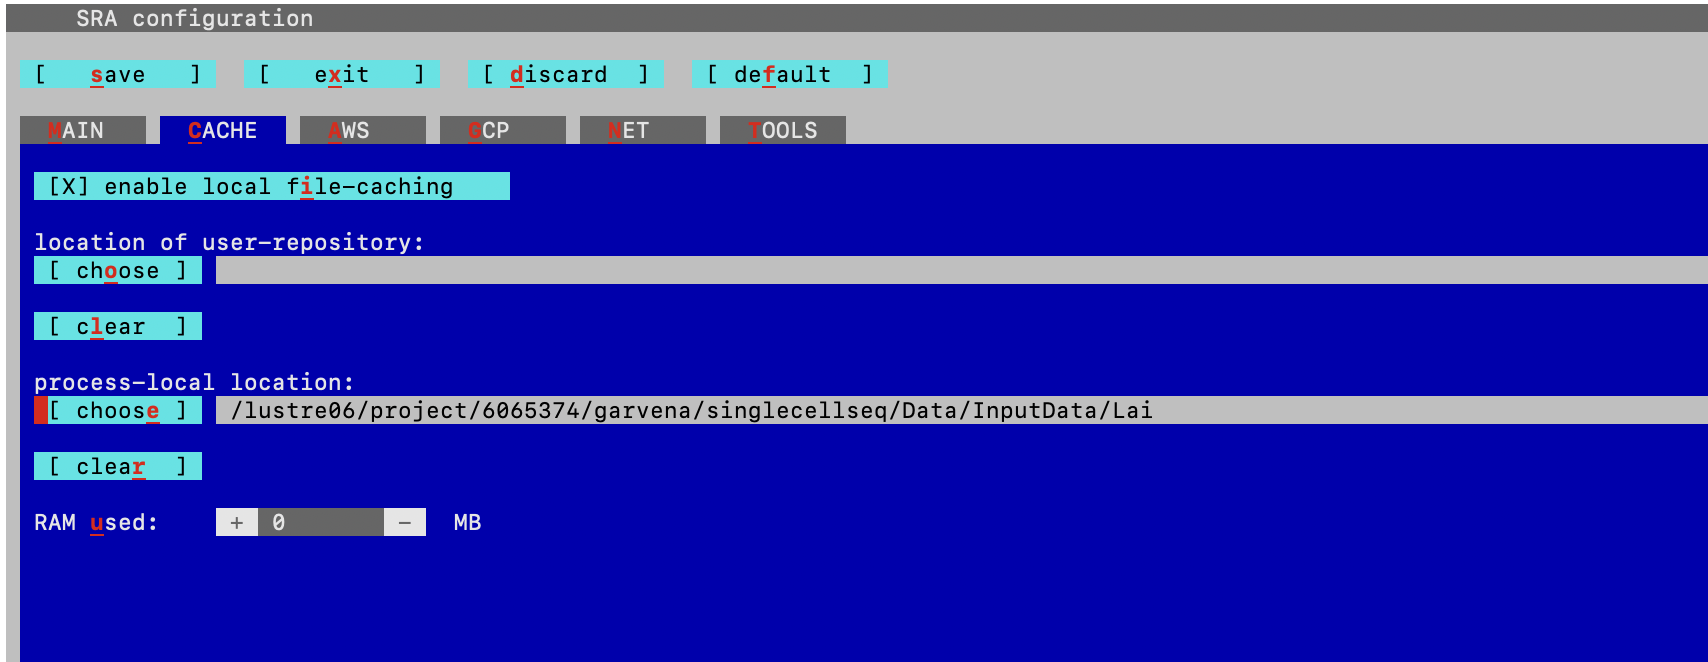 SRA configuration
[ save ] [ exit ] [ discard ] [ default ]
MAIN CACHE AWS GCP NET TOOLS
[X] enable local file-caching
location of user-repository:
[ choose ]
[ clear ]
process-local location:
[ choose ] /lustre06/project/6065374/garvena/singlecellseq/Data/InputData/Lai
[ clear ]
RAM used: + 0 - MB